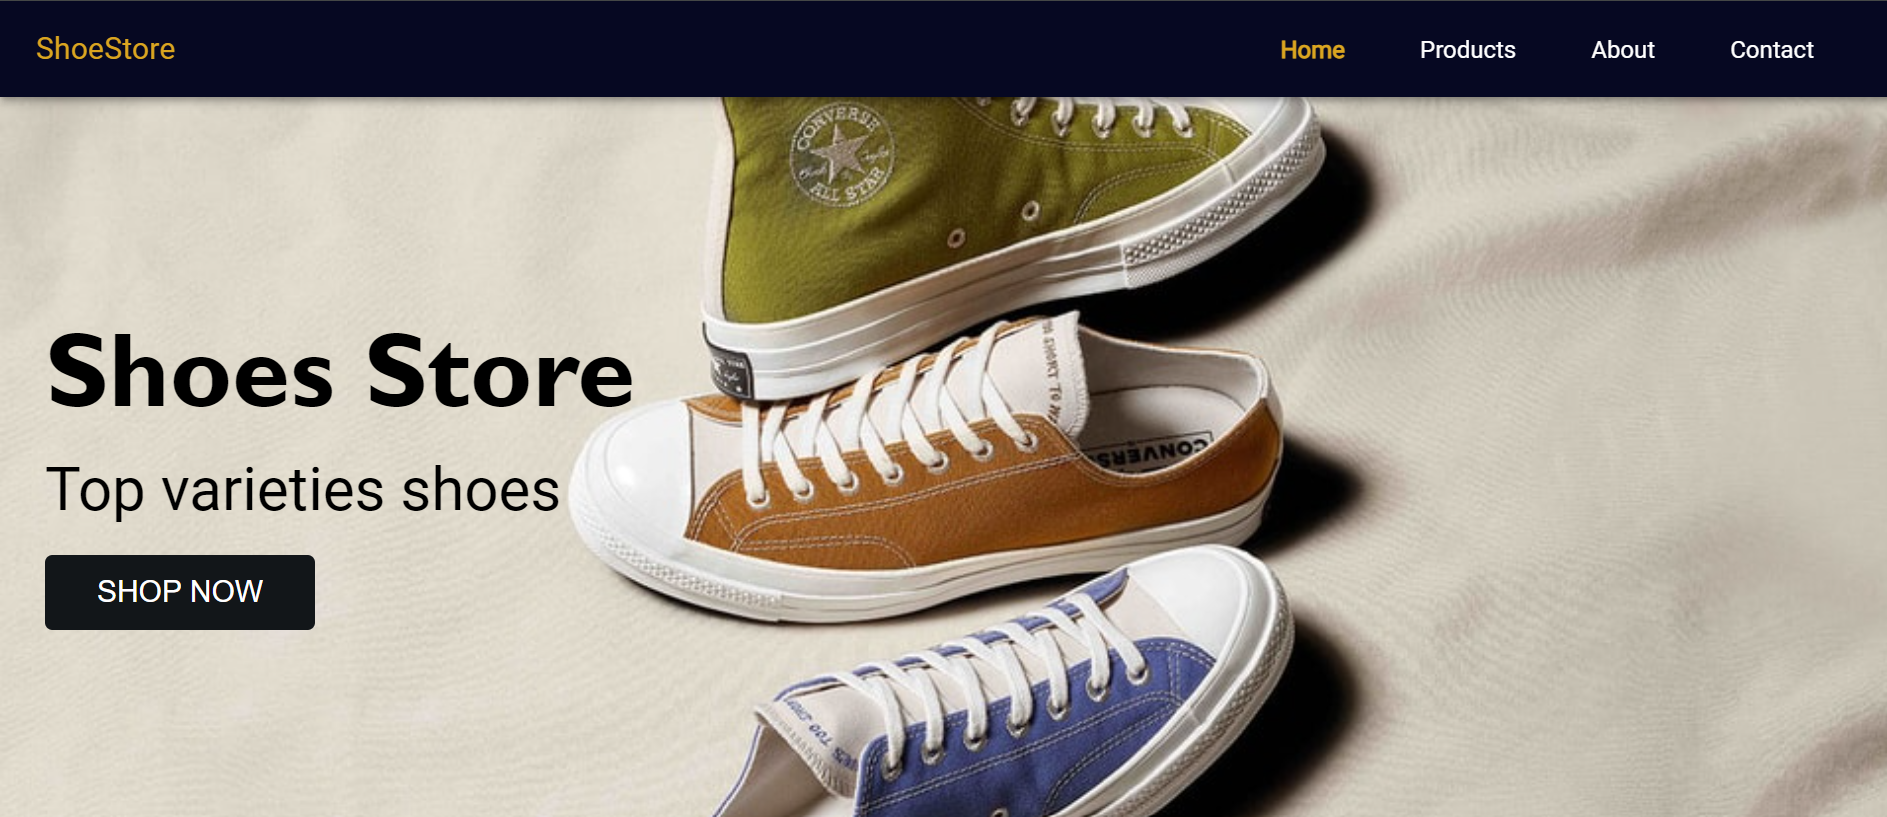 ShoeStore
Home
Products
About
Contact
CONVERSE
ALL STAR
Shoes Store
Top varieties shoes
SHOP NOW
CONVERSE